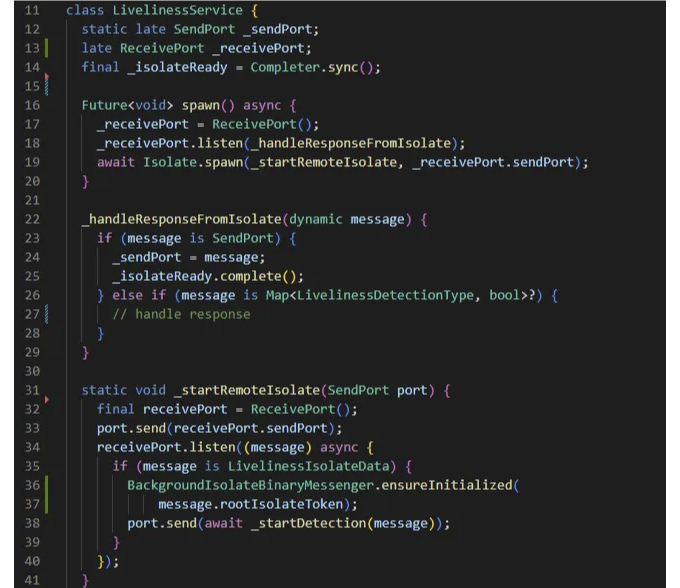 11 class LivelinessService {
12   static late SendPort _sendPort;
13   late ReceivePort _receivePort;
14   final _isolateReady = Completer.sync();
15
16   Future<void> spawn() async {
17     _receivePort = ReceivePort();
18     _receivePort.listen(_handleResponseFromIsolate);
19     await Isolate.spawn(_startRemoteIsolate, _receivePort.sendPort);
20   }
21
22   _handleResponseFromIsolate(dynamic message) {
23     if (message is SendPort) {
24       _sendPort = message;
25       _isolateReady.complete();
26     } else if (message is Map<LivelinessDetectionType, bool>?) {
27       // handle response
28     }
29   }
30
31   static void _startRemoteIsolate(SendPort port) {
32     final receivePort = ReceivePort();
33     port.send(receivePort.sendPort);
34     receivePort.listen((message) async {
35       if (message is LivelinessIsolateData) {
36         BackgroundIsolateBinaryMessenger.ensureInitialized(
37             message.rootIsolateToken);
38         port.send(await _startDetection(message));
39       }
40     });
41   }